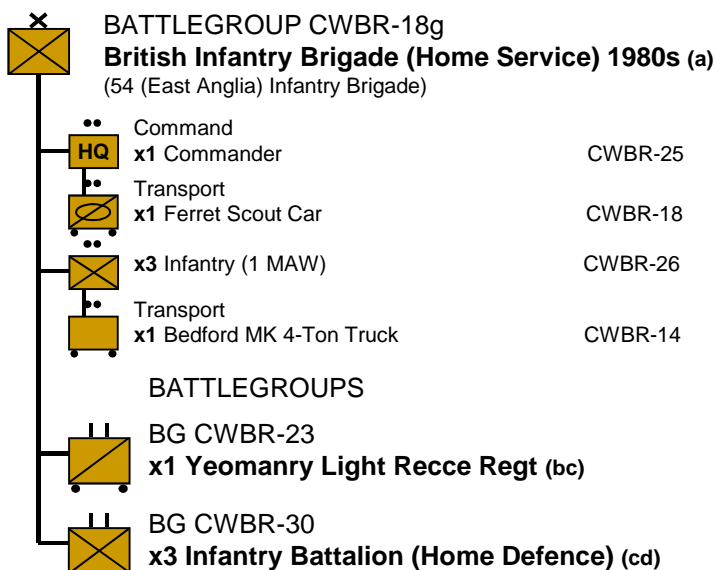 BATTLEGROUP CWBR-18g
British Infantry Brigade (Home Service) 1980s (a)
(54 (East Anglia) Infantry Brigade)
Command
HQ x1 Commander CWBR-25
Transport
x1 Ferret Scout Car CWBR-18
x3 Infantry (1 MAW) CWBR-26
Transport
x1 Bedford MK 4-Ton Truck CWBR-14
BATTLEGROUPS
BG CWBR-23
x1 Yeomanry Light Recce Regt (bc)
BG CWBR-30
x3 Infantry Battalion (Home Defence) (cd)